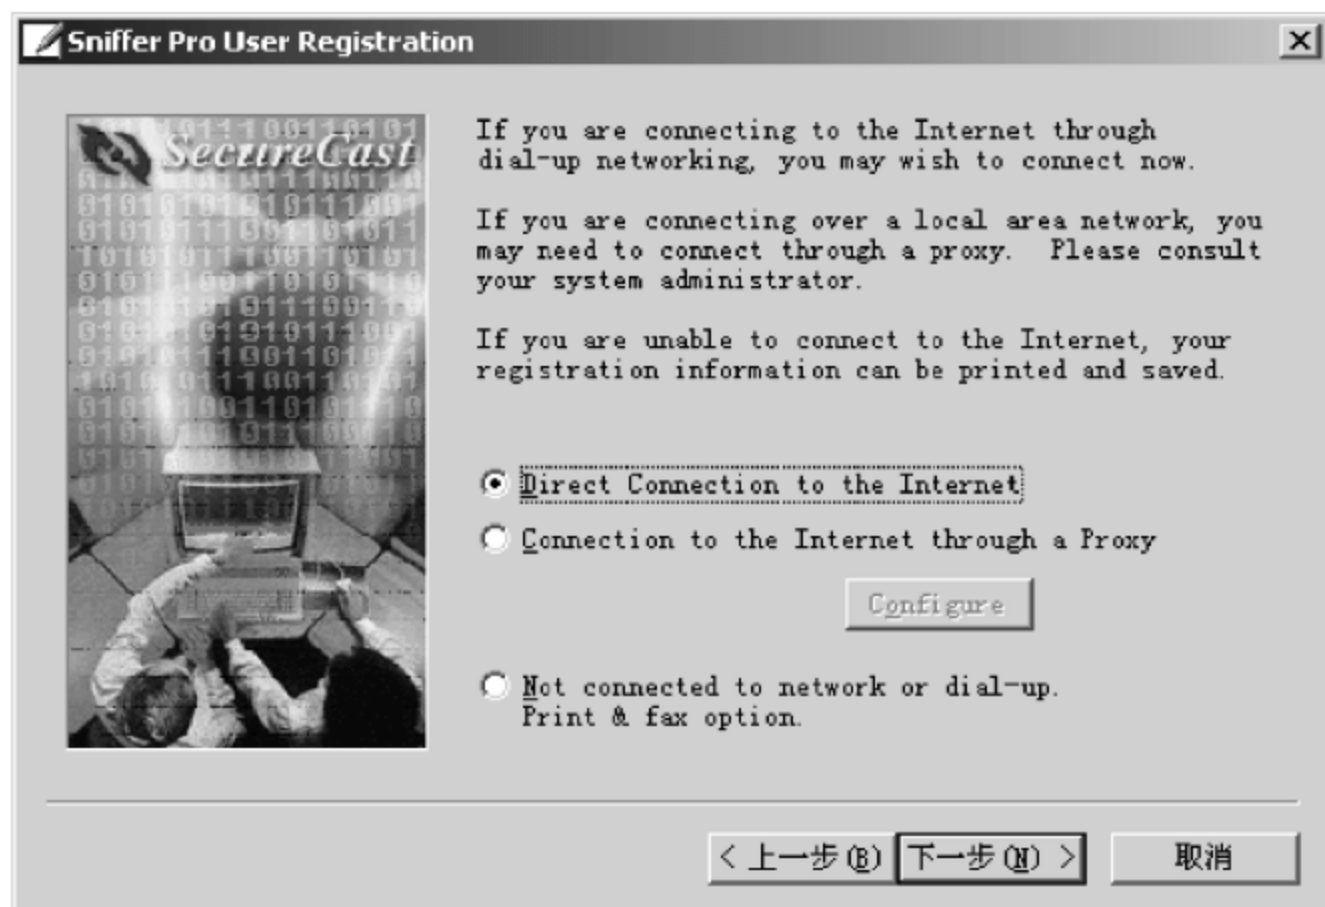 Sniffer Pro User Registration
SecureCast
If you are connecting to the Internet through
dial-up networking, you may wish to connect now.
If you are connecting over a local area network, you
may need to connect through a proxy.  Please consult
your system administrator.
If you are unable to connect to the Internet, your
registration information can be printed and saved.
Direct Connection to the Internet
Connection to the Internet through a Proxy
Configure
Not connected to network or dial-up.
Print & fax option.
< 上一步(B)
下一步(N) >
取消